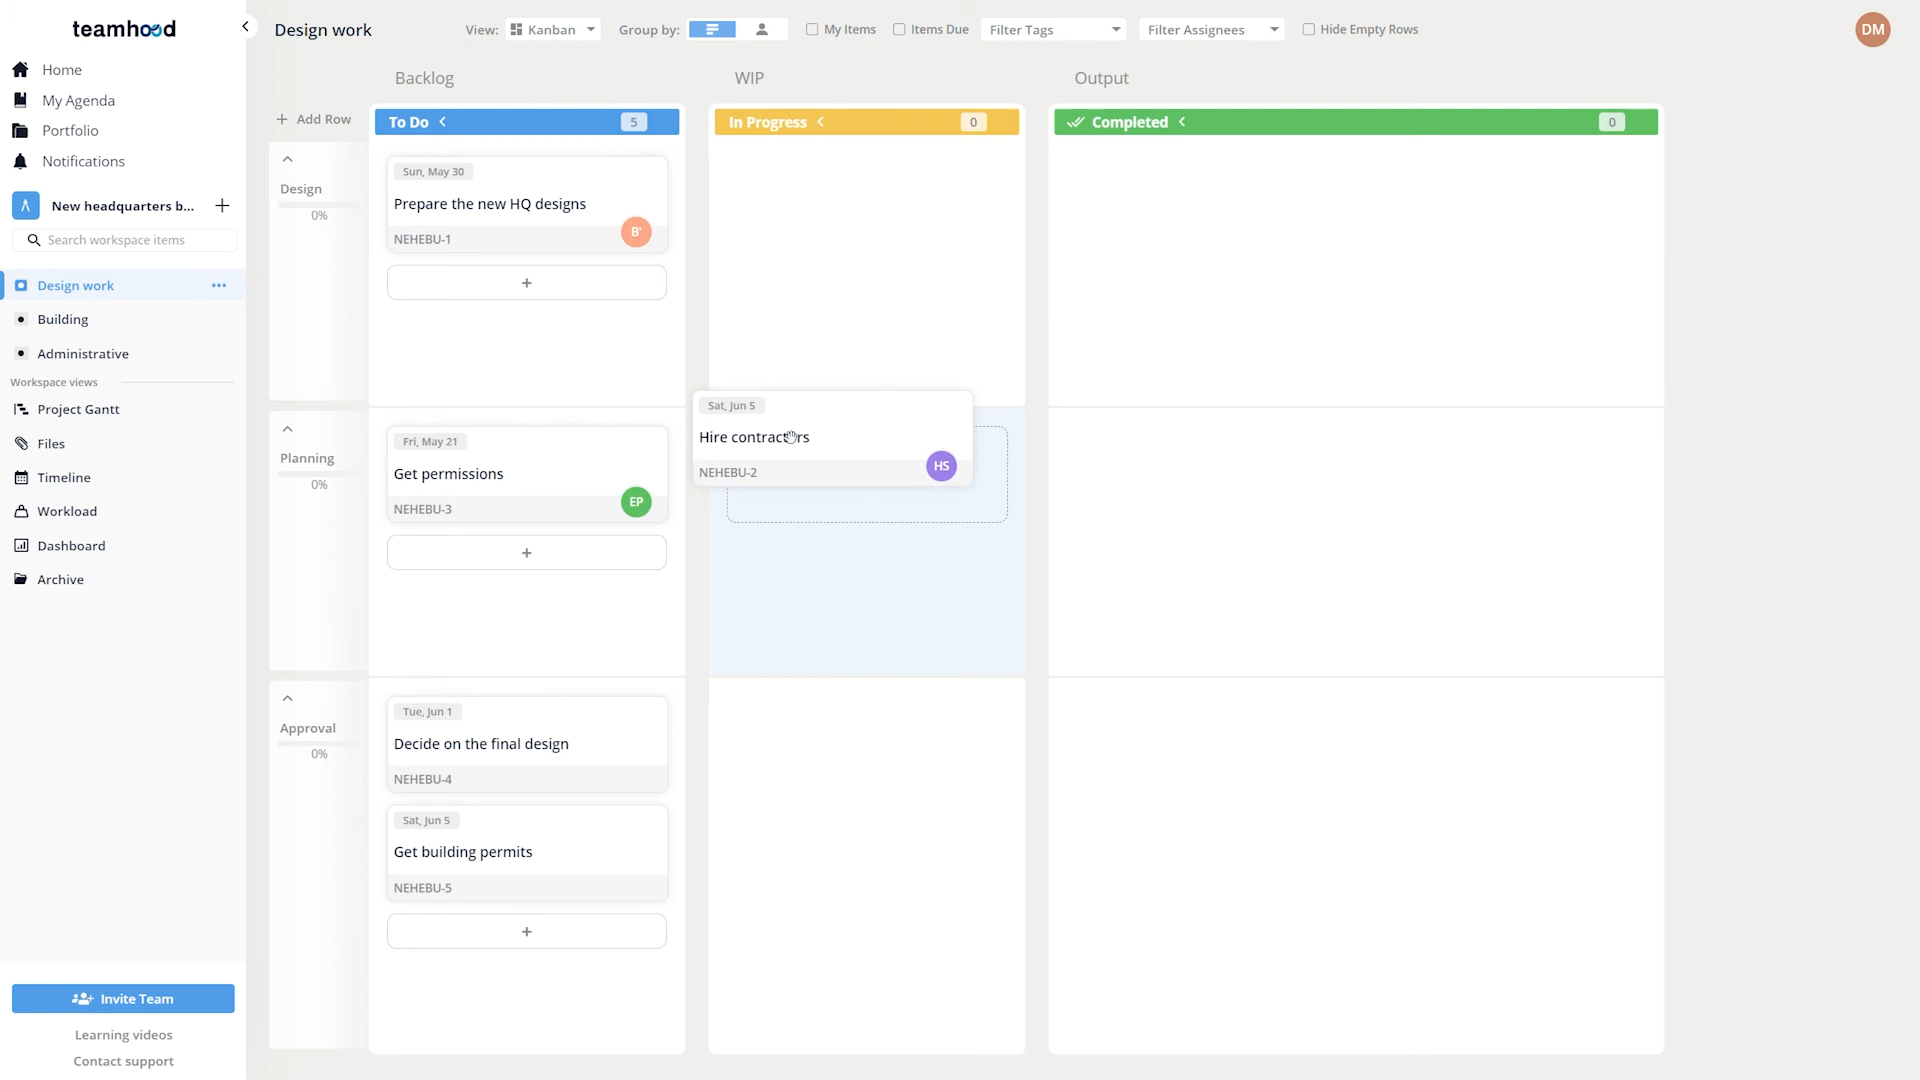 teamhood
Home
My Agenda
Portfolio
Notifications
New headquarters b...
Search workspace items
Design work
Building
Administrative
Workspace views
Project Gantt
Files
Timeline
Workload
Dashboard
Archive
Invite Team
Learning videos
Contact support
Design work
View: Kanban Group by: My Items Items Due Filter Tags Filter Assignees Hide Empty Rows
DM
Backlog WIP Output
+ Add Row
To Do 5
In Progress 0
Completed 0
Design
0%
Sun, May 30
Prepare the new HQ designs
NEHEBU-1
B'
+
Planning
0%
Fri, May 21
Get permissions
NEHEBU-3
EP
+
Sat, Jun 5
Hire contractors
NEHEBU-2
HS
Approval
0%
Tue, Jun 1
Decide on the final design
NEHEBU-4
Sat, Jun 5
Get building permits
NEHEBU-5
+